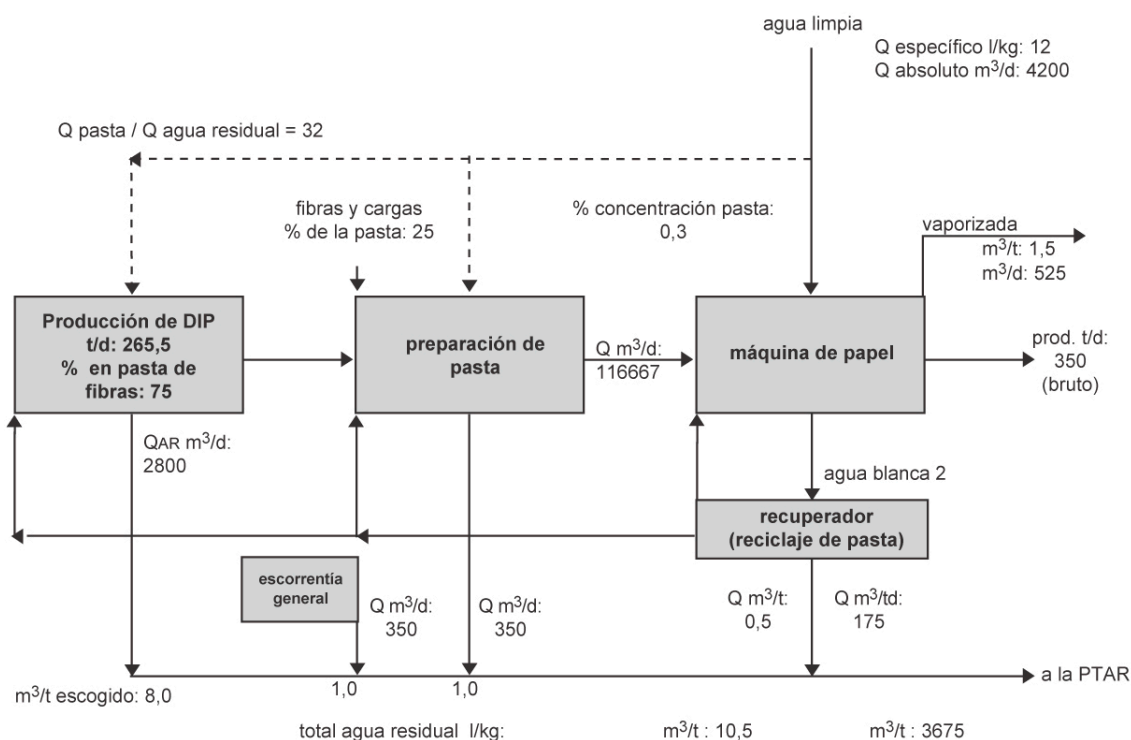 agua limpia
Q específico l/kg: 12
Q absoluto m³/d: 4200
Q pasta / Q agua residual = 32
fibras y cargas
% de la pasta: 25
% concentración pasta:
0,3
vaporizada
m³/t: 1,5
m³/d: 525
Producción de DIP
t/d: 265,5
% en pasta de
fibras: 75
preparación de
pasta
Q m³/d:
116667
máquina de papel
prod. t/d:
350
(bruto)
QAR m³/d:
2800
agua blanca 2
recuperador
(reciclaje de pasta)
escorrentía
general
Q m³/d:
350
Q m³/d:
350
Q m³/t:
0,5
Q m³/td:
175
a la PTAR
m³/t escogido: 8,0
1,0
1,0
total agua residual l/kg:
m³/t : 10,5
m³/t : 3675